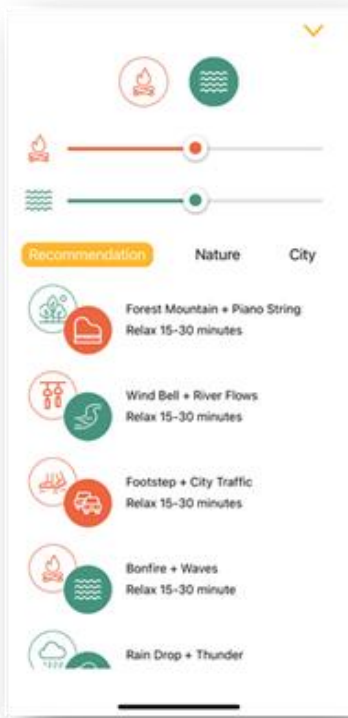 Recommendation Nature City
Forest Mountain + Piano String
Relax 15-30 minutes
Wind Bell + River Flows
Relax 15-30 minutes
Footstep + City Traffic
Relax 15-30 minutes
Bonfire + Waves
Relax 15-30 minute
Rain Drop + Thunder